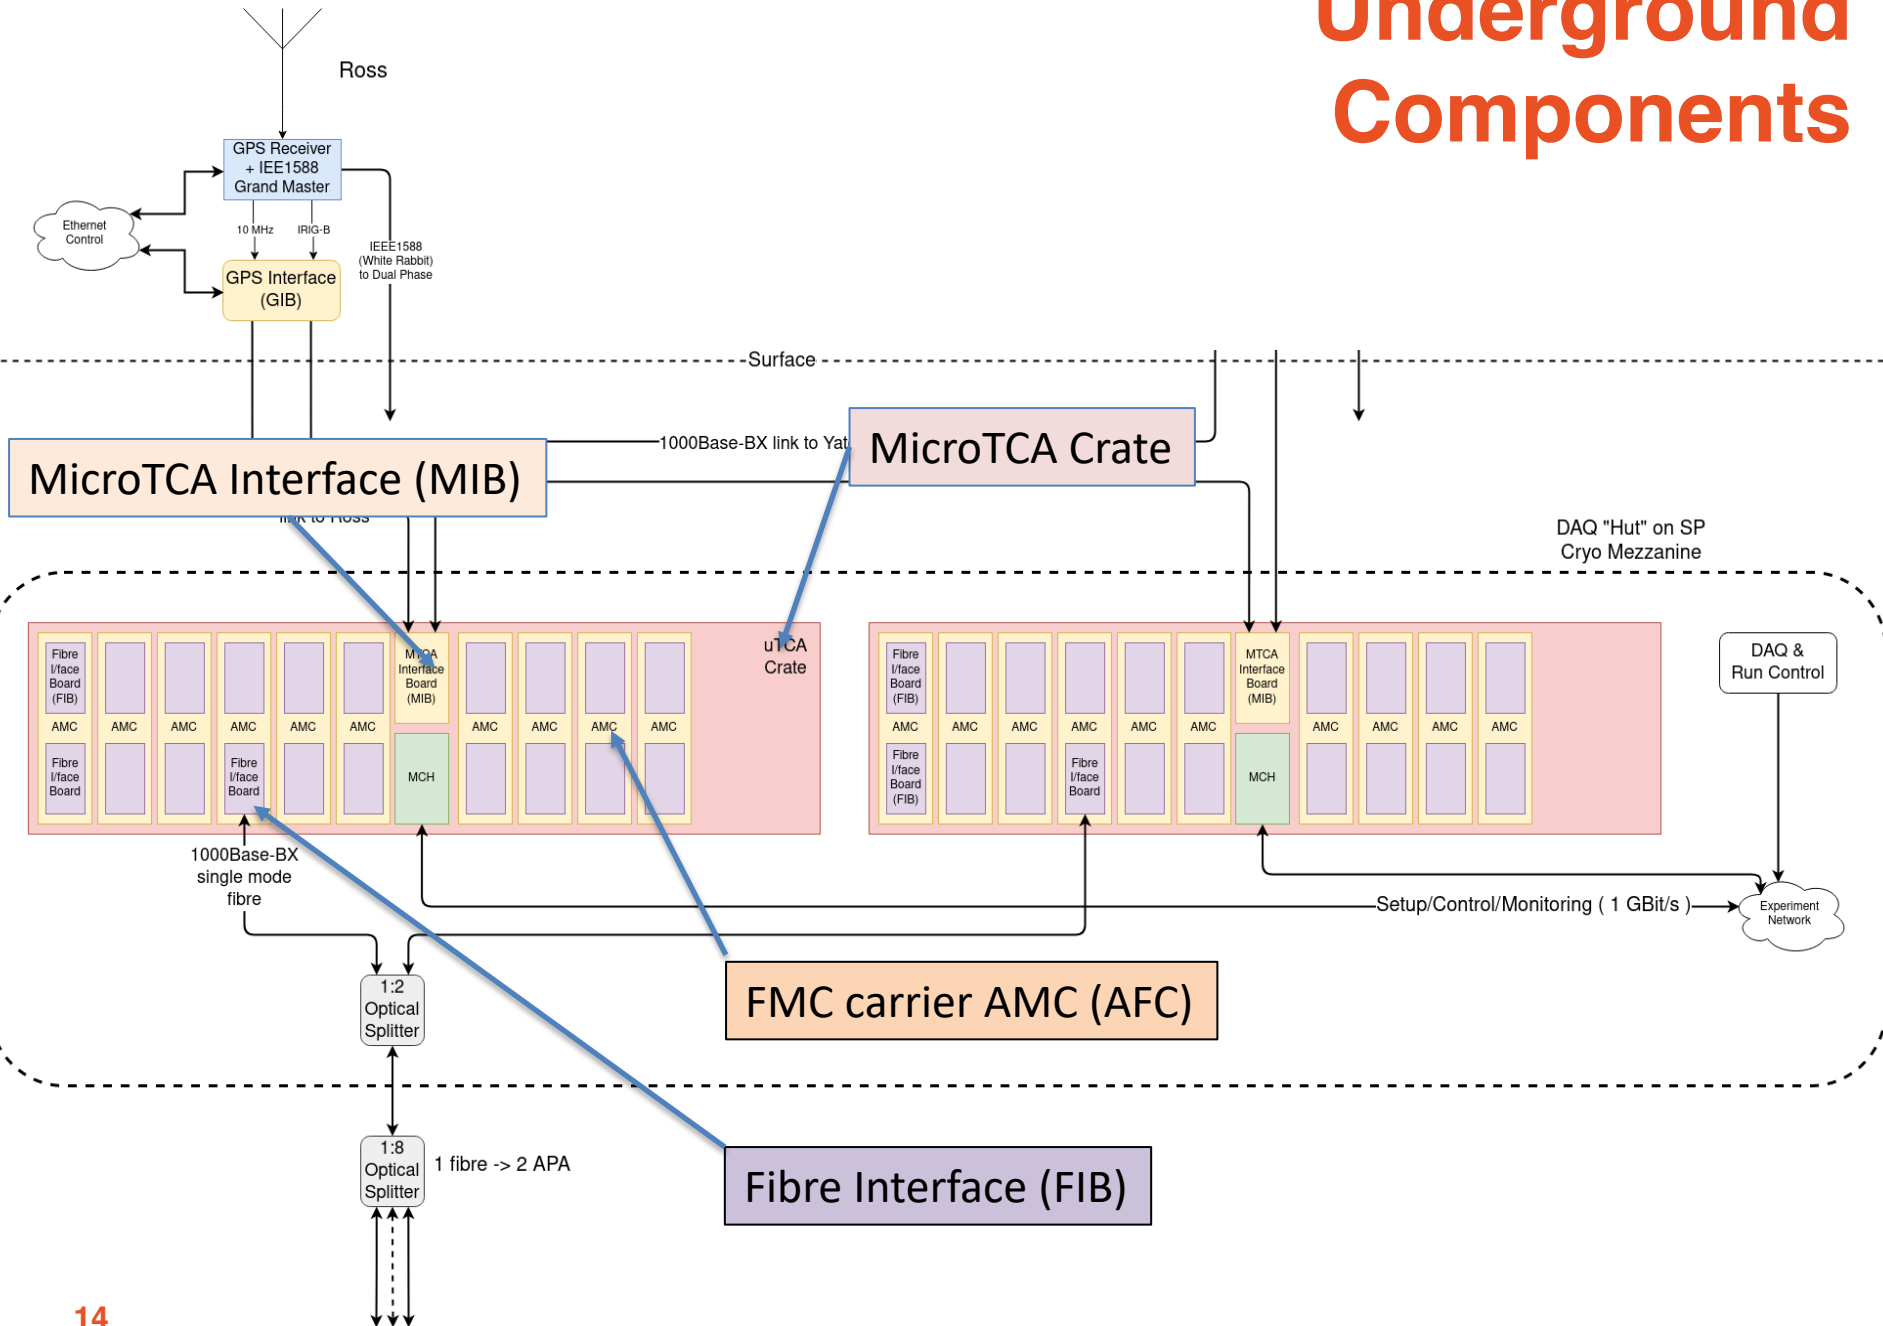 Underground
Components
Ross
GPS Receiver
+ IEE1588
Grand Master
Ethernet
Control
10 MHz
IRIG-B
IEEE1588
(White Rabbit)
to Dual Phase
GPS Interface
(GIB)
Surface
MicroTCA Interface (MIB)
1000Base-BX link to Yat
MicroTCA Crate
link to Ross
DAQ "Hut" on SP
Cryo Mezzanine
Fibre
I/face
Board
(FIB)
MTCA
Interface
Board
(MIB)
uTCA
Crate
AMC AMC AMC AMC AMC AMC AMC AMC AMC AMC
Fibre
I/face
Board
Fibre
I/face
Board
MCH
Fibre
I/face
Board
(FIB)
MTCA
Interface
Board
(MIB)
AMC AMC AMC AMC AMC AMC AMC AMC AMC AMC
Fibre
I/face
Board
(FIB)
Fibre
I/face
Board
MCH
DAQ &
Run Control
1000Base-BX
single mode
fibre
Setup/Control/Monitoring ( 1 GBit/s )
Experiment
Network
1:2
Optical
Splitter
FMC carrier AMC (AFC)
1:8
Optical
Splitter
1 fibre -> 2 APA
Fibre Interface (FIB)
14